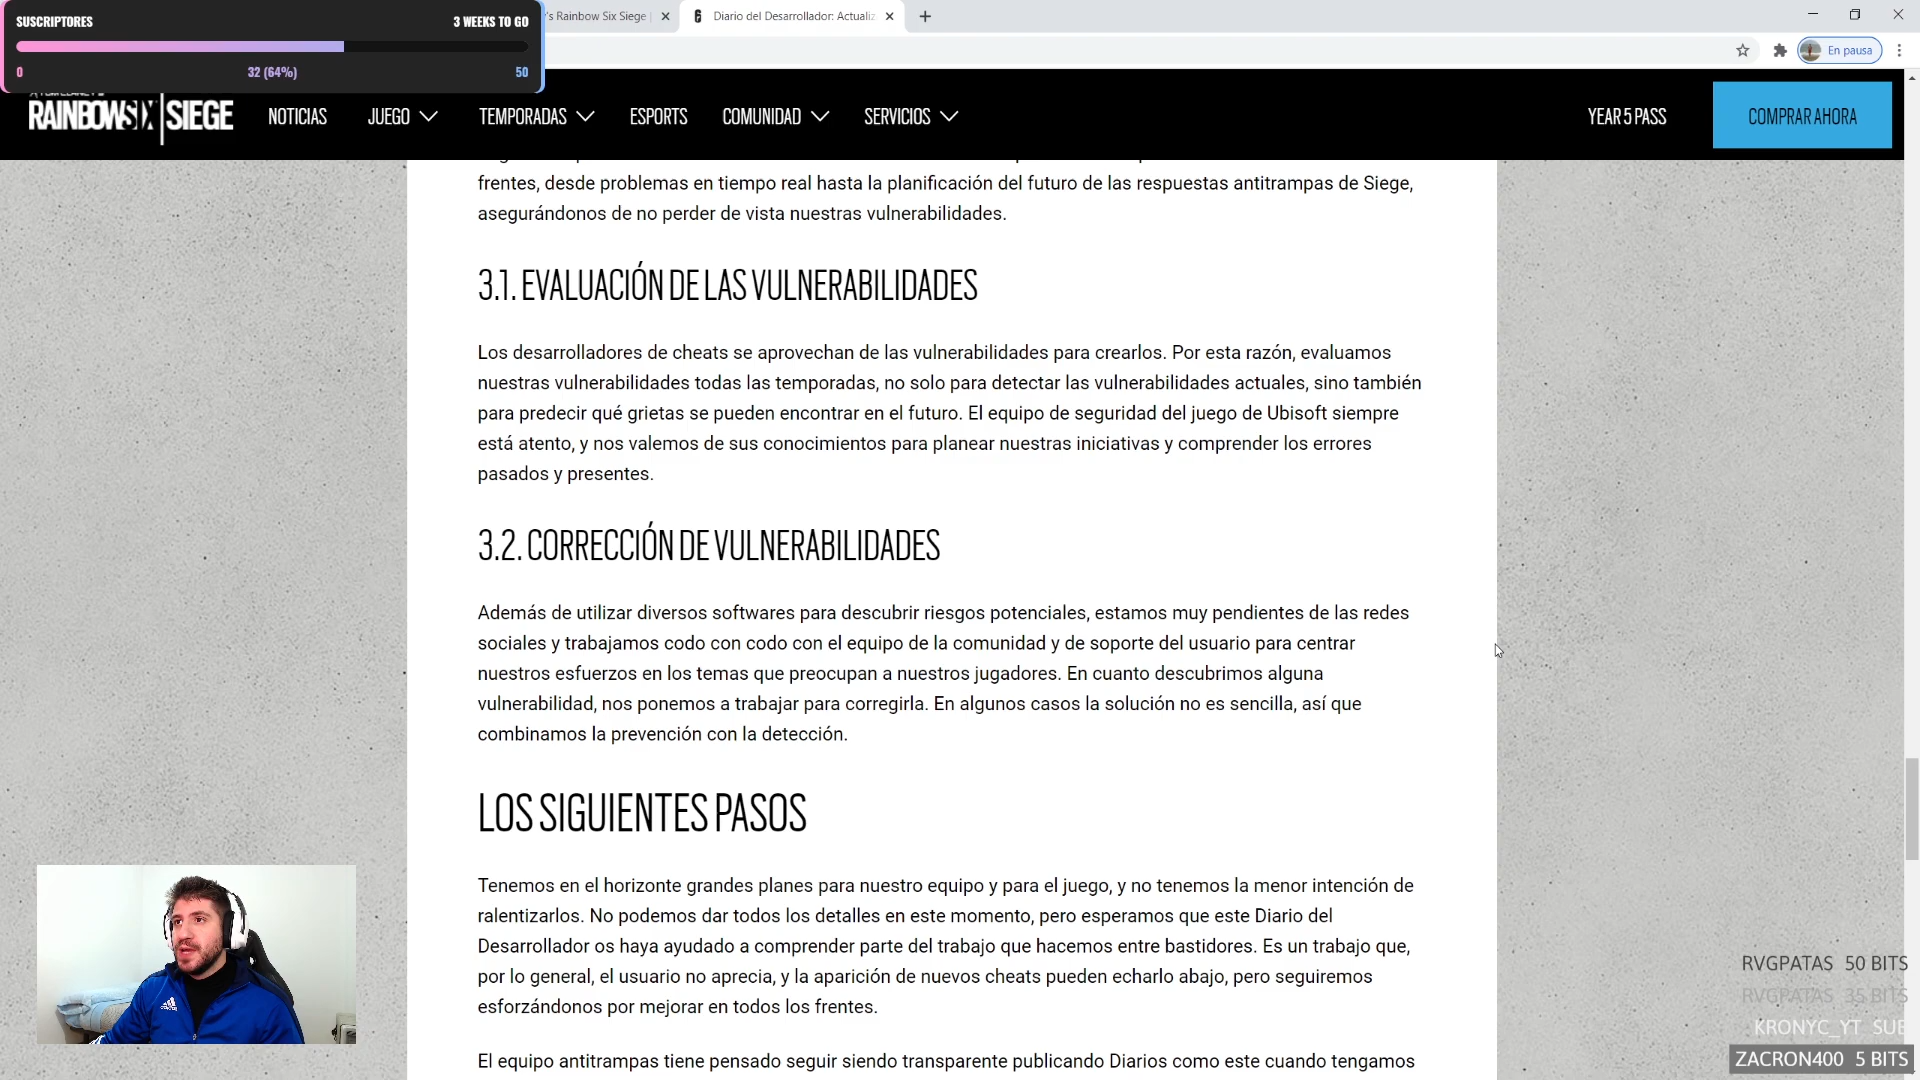 SUSCRIPTORES
3 WEEKS TO GO
0
32 (64%)
50
's Rainbow Six Siege |
Diario del Desarrollador: Actualiz
En pausa
RAINBOWSIX|SIEGE
NOTICIAS
JUEGO
TEMPORADAS
ESPORTS
COMUNIDAD
SERVICIOS
YEAR 5 PASS
COMPRAR AHORA
frentes, desde problemas en tiempo real hasta la planificación del futuro de las respuestas antitrampas de Siege,
asegurándonos de no perder de vista nuestras vulnerabilidades.
3.1. EVALUACIÓN DE LAS VULNERABILIDADES
Los desarrolladores de cheats se aprovechan de las vulnerabilidades para crearlos. Por esta razón, evaluamos
nuestras vulnerabilidades todas las temporadas, no solo para detectar las vulnerabilidades actuales, sino también
para predecir qué grietas se pueden encontrar en el futuro. El equipo de seguridad del juego de Ubisoft siempre
está atento, y nos valemos de sus conocimientos para planear nuestras iniciativas y comprender los errores
pasados y presentes.
3.2. CORRECCIÓN DE VULNERABILIDADES
Además de utilizar diversos softwares para descubrir riesgos potenciales, estamos muy pendientes de las redes
sociales y trabajamos codo con codo con el equipo de la comunidad y de soporte del usuario para centrar
nuestros esfuerzos en los temas que preocupan a nuestros jugadores. En cuanto descubrimos alguna
vulnerabilidad, nos ponemos a trabajar para corregirla. En algunos casos la solución no es sencilla, así que
combinamos la prevención con la detección.
LOS SIGUIENTES PASOS
Tenemos en el horizonte grandes planes para nuestro equipo y para el juego, y no tenemos la menor intención de
ralentizarlos. No podemos dar todos los detalles en este momento, pero esperamos que este Diario del
Desarrollador os haya ayudado a comprender parte del trabajo que hacemos entre bastidores. Es un trabajo que,
por lo general, el usuario no aprecia, y la aparición de nuevos cheats pueden echarlo abajo, pero seguiremos
esforzándonos por mejorar en todos los frentes.
El equipo antitrampas tiene pensado seguir siendo transparente publicando Diarios como este cuando tengamos
RVGPATAS 50 BITS
RVGPATAS 35 BITS
KRONYC_YT SUE
ZACRON400 5 BITS